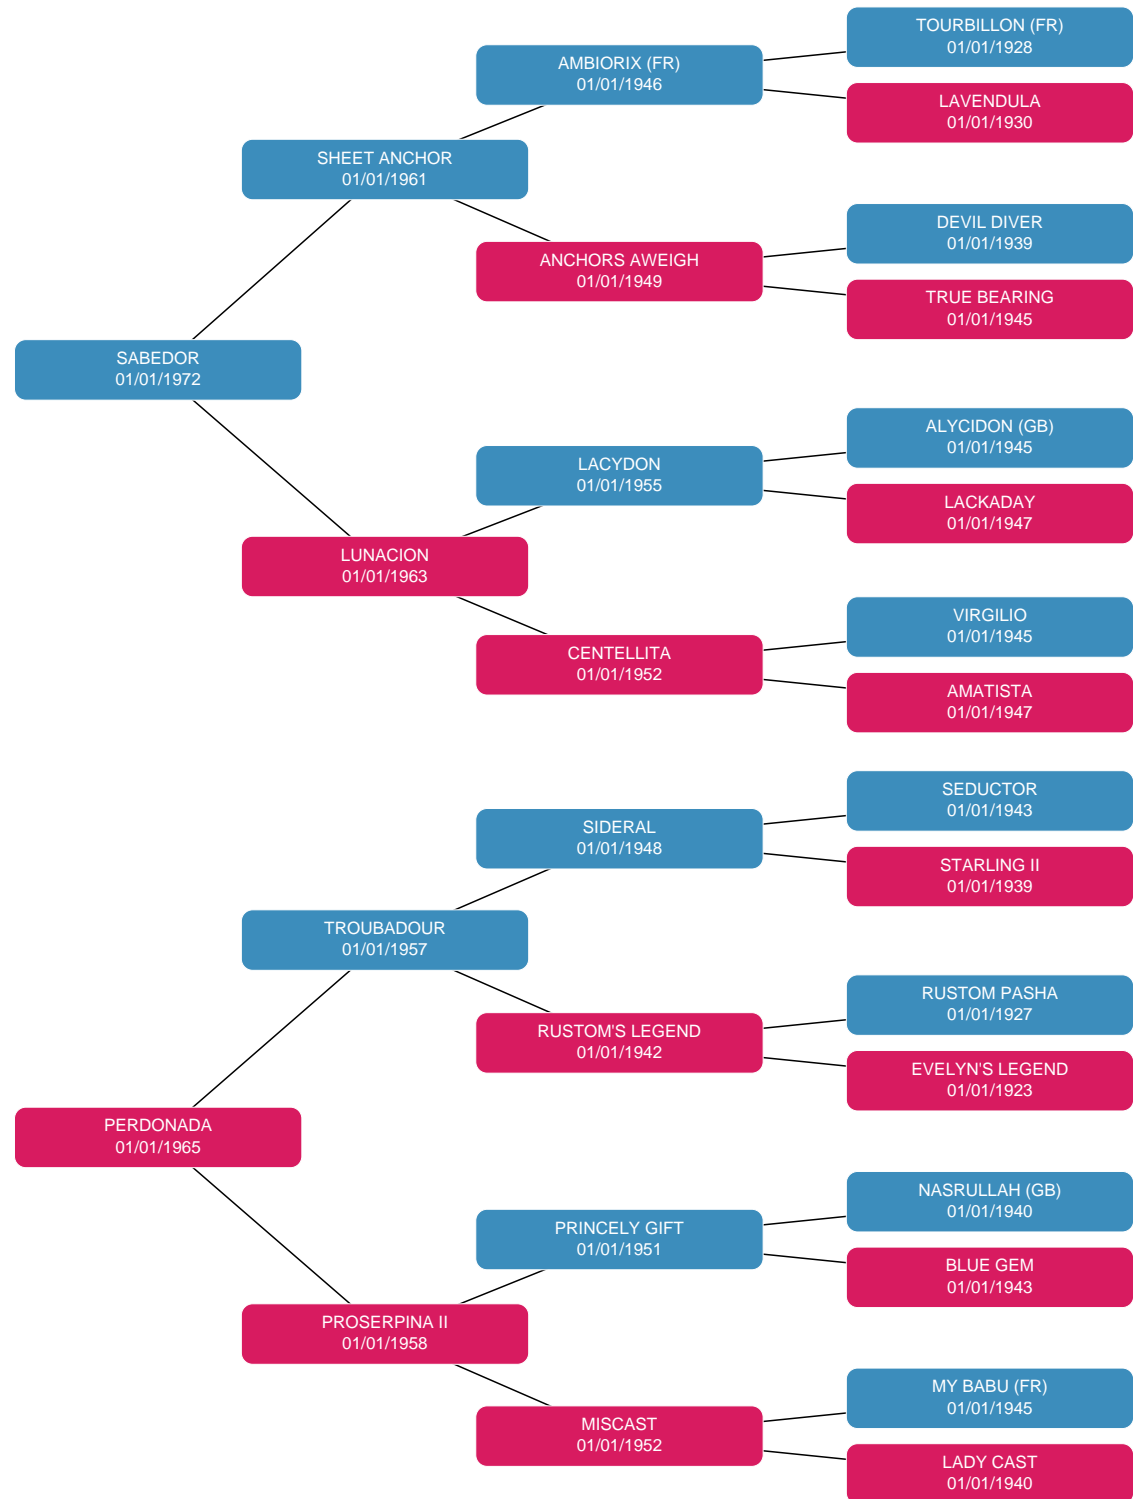 TOURBILLON (FR)
01/01/1928
AMBIORIX (FR)
01/01/1946
LAVENDULA
01/01/1930
SHEET ANCHOR
01/01/1961
DEVIL DIVER
01/01/1939
ANCHORS AWEIGH
01/01/1949
TRUE BEARING
01/01/1945
SABEDOR
01/01/1972
ALYCIDON (GB)
01/01/1945
LACYDON
01/01/1955
LACKADAY
01/01/1947
LUNACION
01/01/1963
VIRGILIO
01/01/1945
CENTELLITA
01/01/1952
AMATISTA
01/01/1947
SEDUCTOR
01/01/1943
SIDERAL
01/01/1948
STARLING II
01/01/1939
TROUBADOUR
01/01/1957
RUSTOM PASHA
01/01/1927
RUSTOM'S LEGEND
01/01/1942
EVELYN'S LEGEND
01/01/1923
PERDONADA
01/01/1965
NASRULLAH (GB)
01/01/1940
PRINCELY GIFT
01/01/1951
BLUE GEM
01/01/1943
PROSERPINA II
01/01/1958
MY BABU (FR)
01/01/1945
MISCAST
01/01/1952
LADY CAST
01/01/1940